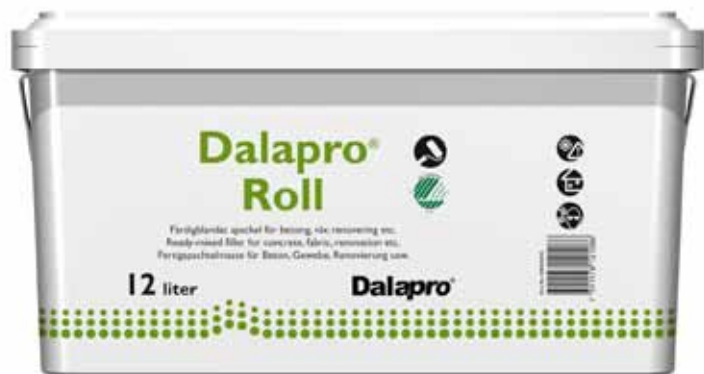 Dalapro®
Roll
Färdigblandat spackel för betong, väv, renovering etc.
Ready-mixed filler for concrete, fabric, renovation etc.
Fertigspachtelmasse für Beton, Gewebe, Renovierung usw.
12 liter
Dalapro®